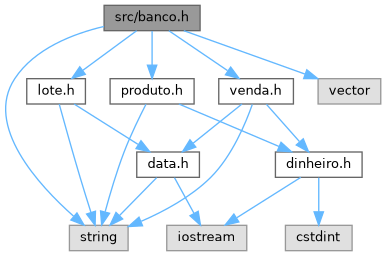 src/banco.h
lote.h
produto.h
venda.h
vector
data.h
dinheiro.h
string
iostream
cstdint